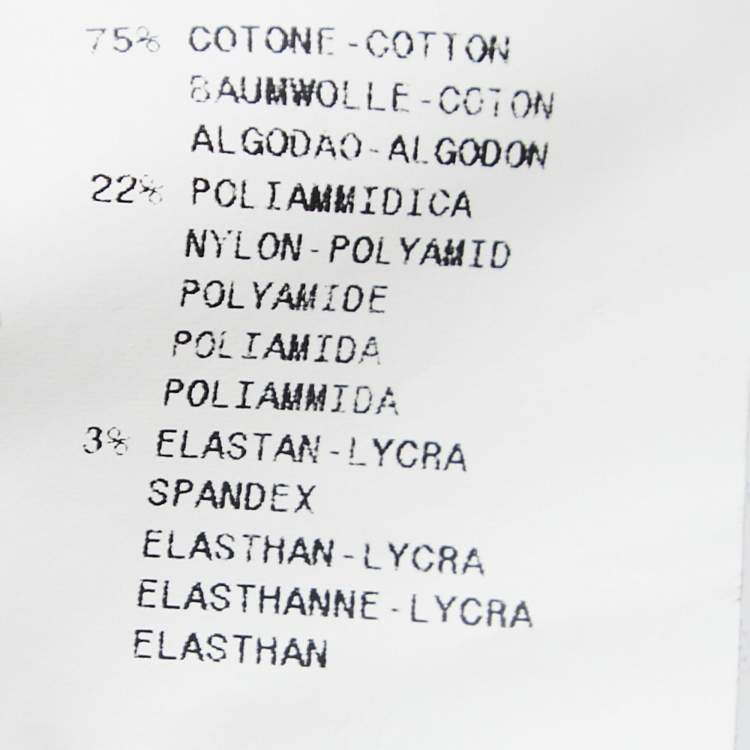 75% COTONE-COTTON
BAUMWOLLE-COTON
ALGODAO-ALGODON
22% POLIAMMIDICA
NYLON-POLYAMID
POLYAMIDE
POLIAMIDA
POLIAMMIDA
3% ELASTAN-LYCRA
SPANDEX
ELASTHAN-LYCRA
ELASTHANNE-LYCRA
ELASTHAN